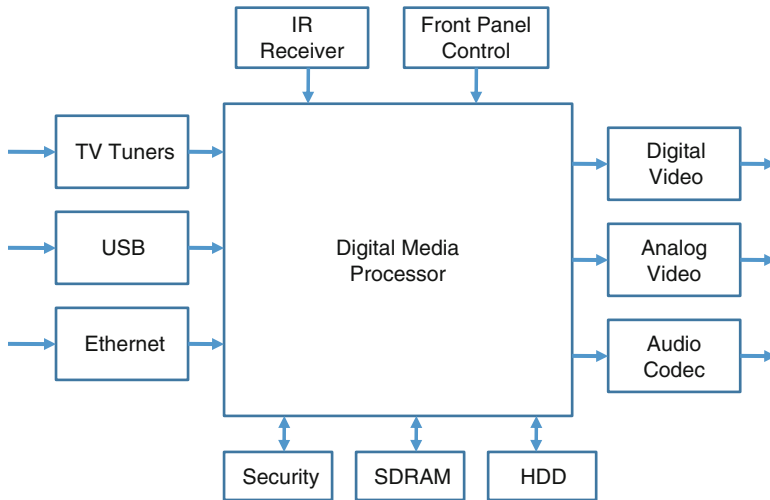 IR
Receiver
Front Panel
Control
TV Tuners
USB
Ethernet
Digital Media
Processor
Digital
Video
Analog
Video
Audio
Codec
Security
SDRAM
HDD